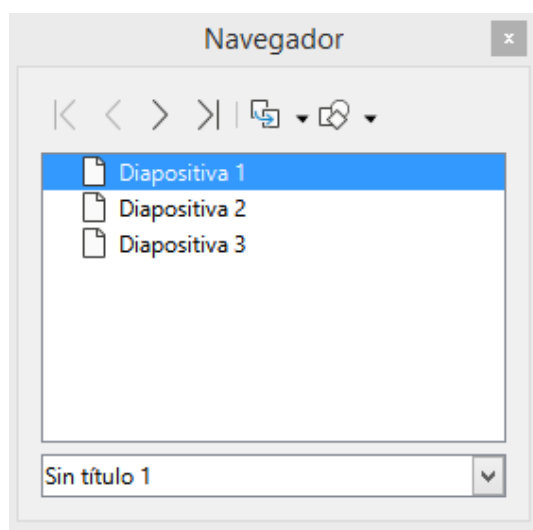 Navegador
Diapositiva 1
Diapositiva 2
Diapositiva 3
Sin título 1